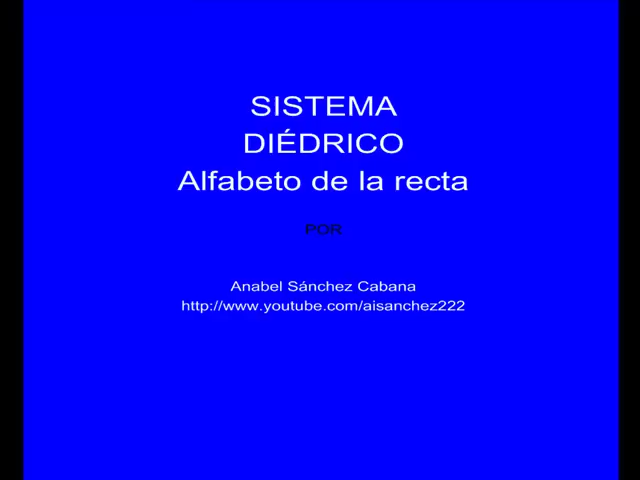 SISTEMA
DIÉDRICO
Alfabeto de la recta
POR
Anabel Sánchez Cabana
http://www.youtube.com/aisanchez222